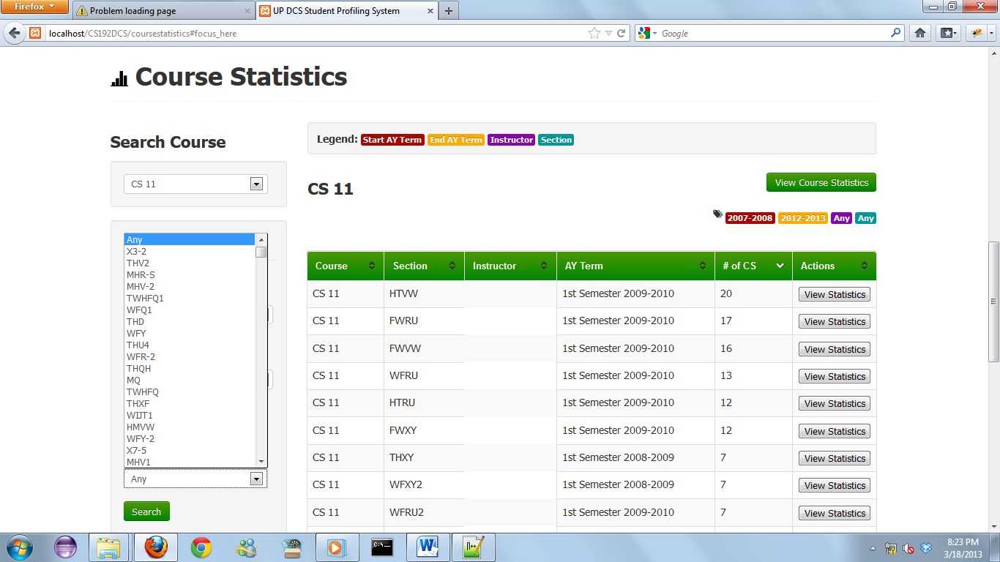 Firefox
Problem loading page
UP DCS Student Profiling System
localhost/CS192DCS/coursestatistics#focus_here
Google
Course Statistics
Search Course
CS 11
Any
X3-2
THV2
MHR-S
MHV-2
TWHFQ1
WFQ1
THD
WFY
THU4
WFR-2
THQH
MQ
TWHFQ
THXF
WIJT1
HMVW
WFY-2
X7-5
MHV1
Any
Search
Legend: Start AY Term End AY Term Instructor Section
CS 11
View Course Statistics
2007-2008 2012-2013 Any Any
Course Section Instructor AY Term # of CS Actions
CS 11 HTVW 1st Semester 2009-2010 20 View Statistics
CS 11 FWRU 1st Semester 2009-2010 17 View Statistics
CS 11 FWVW 1st Semester 2009-2010 16 View Statistics
CS 11 WFRU 1st Semester 2009-2010 13 View Statistics
CS 11 HTRU 1st Semester 2009-2010 12 View Statistics
CS 11 FWXY 1st Semester 2009-2010 12 View Statistics
CS 11 THXY 1st Semester 2008-2009 7 View Statistics
CS 11 WFXY2 1st Semester 2008-2009 7 View Statistics
CS 11 WFRU2 1st Semester 2009-2010 7 View Statistics
8:23 PM
3/18/2013